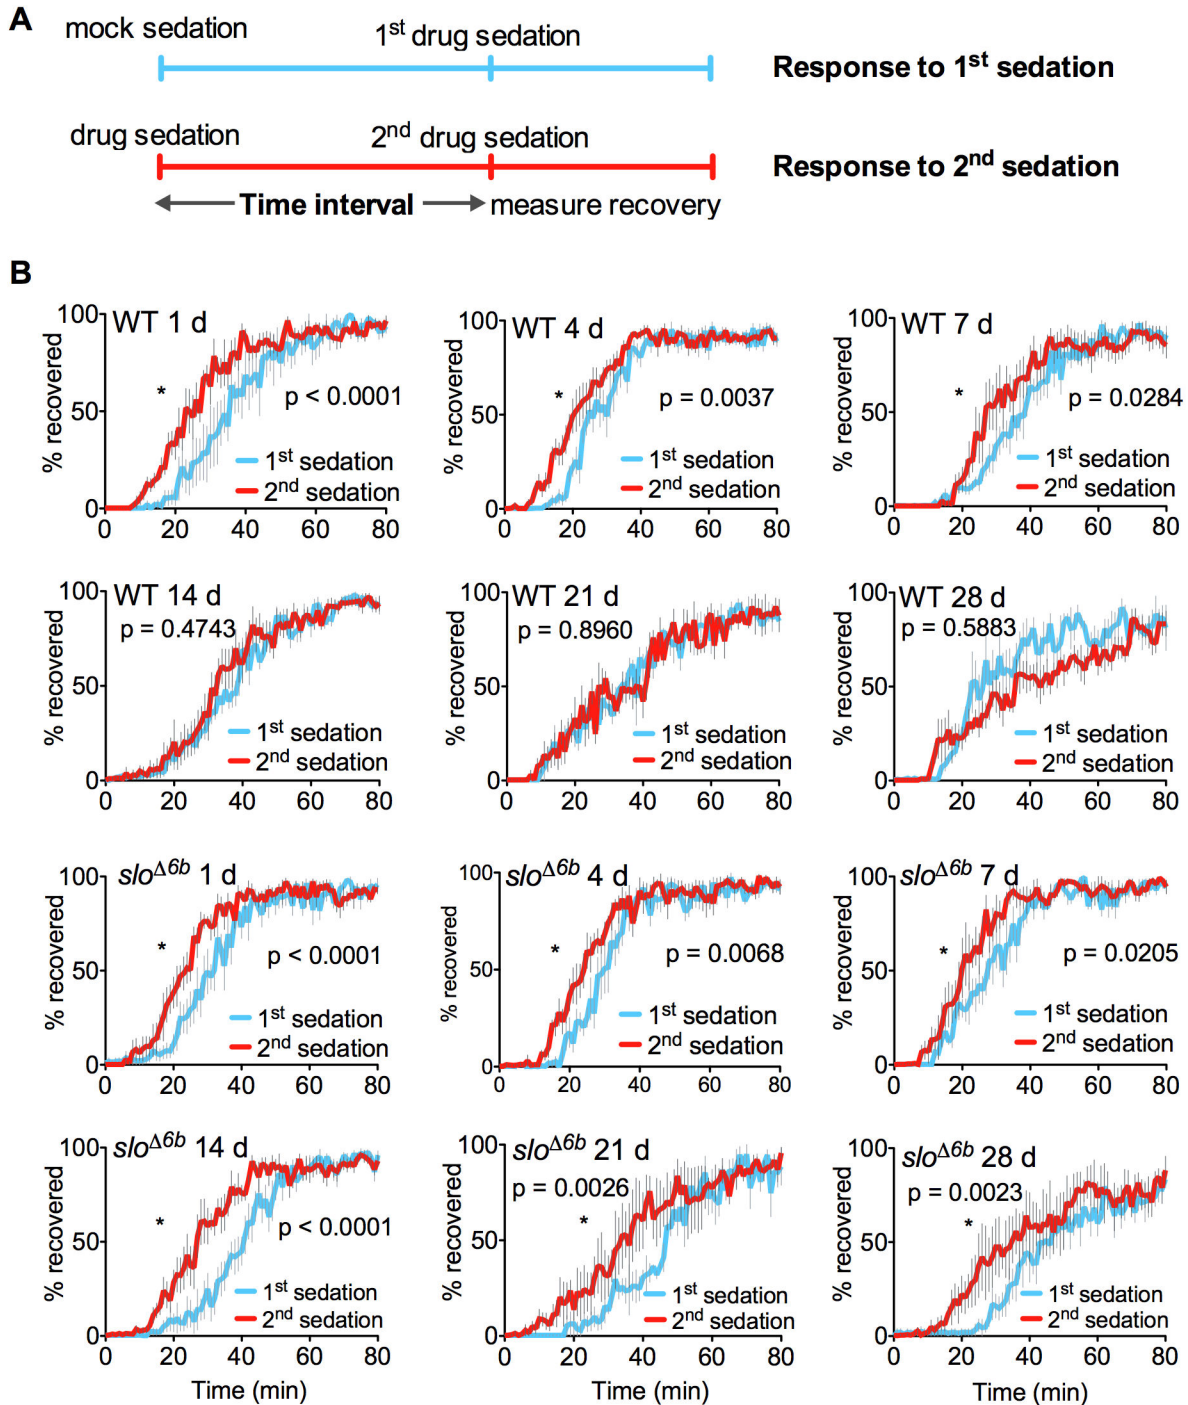 A
mock sedation
1st drug sedation
Response to 1st sedation
drug sedation
2nd drug sedation
Response to 2nd sedation
Time interval
measure recovery
B
% recovered
100
50
0
WT 1 d
*
p < 0.0001
1st sedation
2nd sedation
0 20 40 60 80
% recovered
100
50
0
WT 4 d
*
p = 0.0037
1st sedation
2nd sedation
0 20 40 60 80
% recovered
100
50
0
WT 7 d
*
p = 0.0284
1st sedation
2nd sedation
0 20 40 60 80
% recovered
100
50
0
WT 14 d
p = 0.4743
1st sedation
2nd sedation
0 20 40 60 80
% recovered
100
50
0
WT 21 d
p = 0.8960
1st sedation
2nd sedation
0 20 40 60 80
% recovered
100
50
0
WT 28 d
p = 0.5883
1st sedation
2nd sedation
0 20 40 60 80
% recovered
100
50
0
sloΔ6b 1 d
*
p < 0.0001
1st sedation
2nd sedation
0 20 40 60 80
% recovered
100
50
0
sloΔ6b 4 d
*
p = 0.0068
1st sedation
2nd sedation
0 20 40 60 80
% recovered
100
50
0
sloΔ6b 7 d
*
p = 0.0205
1st sedation
2nd sedation
0 20 40 60 80
% recovered
100
50
0
sloΔ6b 14 d
*
p < 0.0001
1st sedation
2nd sedation
0 20 40 60 80
Time (min)
% recovered
100
50
0
sloΔ6b 21 d
p = 0.0026
*
1st sedation
2nd sedation
0 20 40 60 80
Time (min)
% recovered
100
50
0
sloΔ6b 28 d
p = 0.0023
*
1st sedation
2nd sedation
0 20 40 60 80
Time (min)